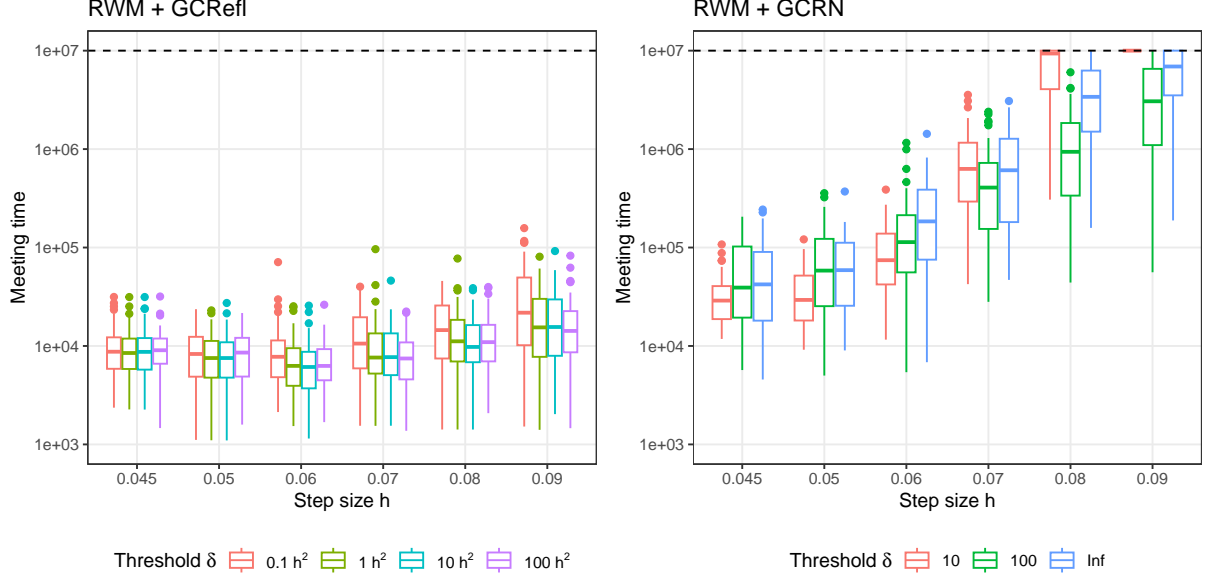 RWM + GCRefl
1e+07
1e+06
1e+05
1e+04
1e+03
Meeting time
0.045 0.05 0.06 0.07 0.08 0.09
Step size h
Threshold δ 0.1 h² 1 h² 10 h² 100 h²
RWM + GCRN
1e+07
1e+06
1e+05
1e+04
1e+03
Meeting time
0.045 0.05 0.06 0.07 0.08 0.09
Step size h
Threshold δ 10 100 Inf